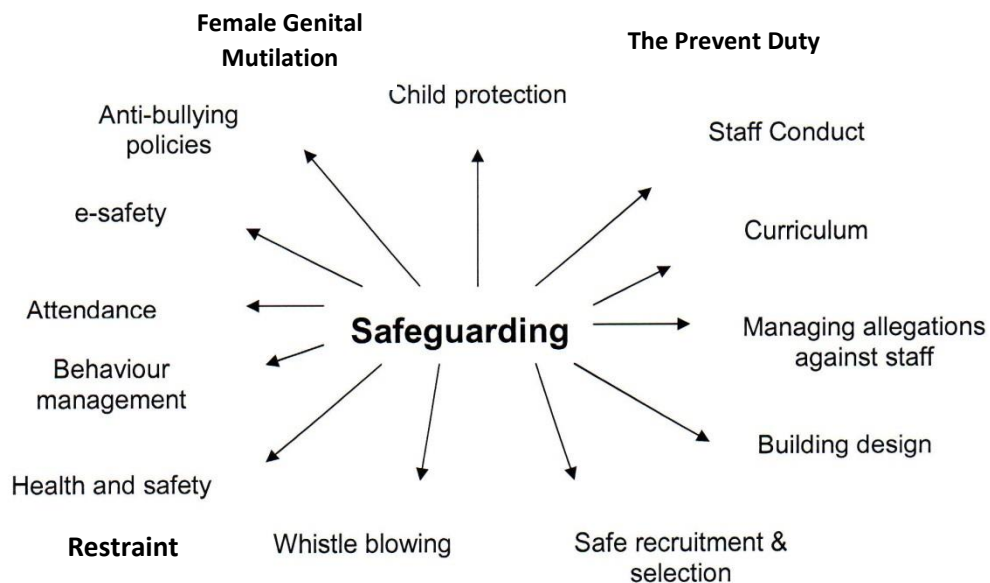 Female Genital
Mutilation
The Prevent Duty
Child protection
Anti-bullying
policies
Staff Conduct
e-safety
Curriculum
Attendance
Safeguarding
Managing allegations
against staff
Behaviour
management
Building design
Health and safety
Restraint
Whistle blowing
Safe recruitment &
selection